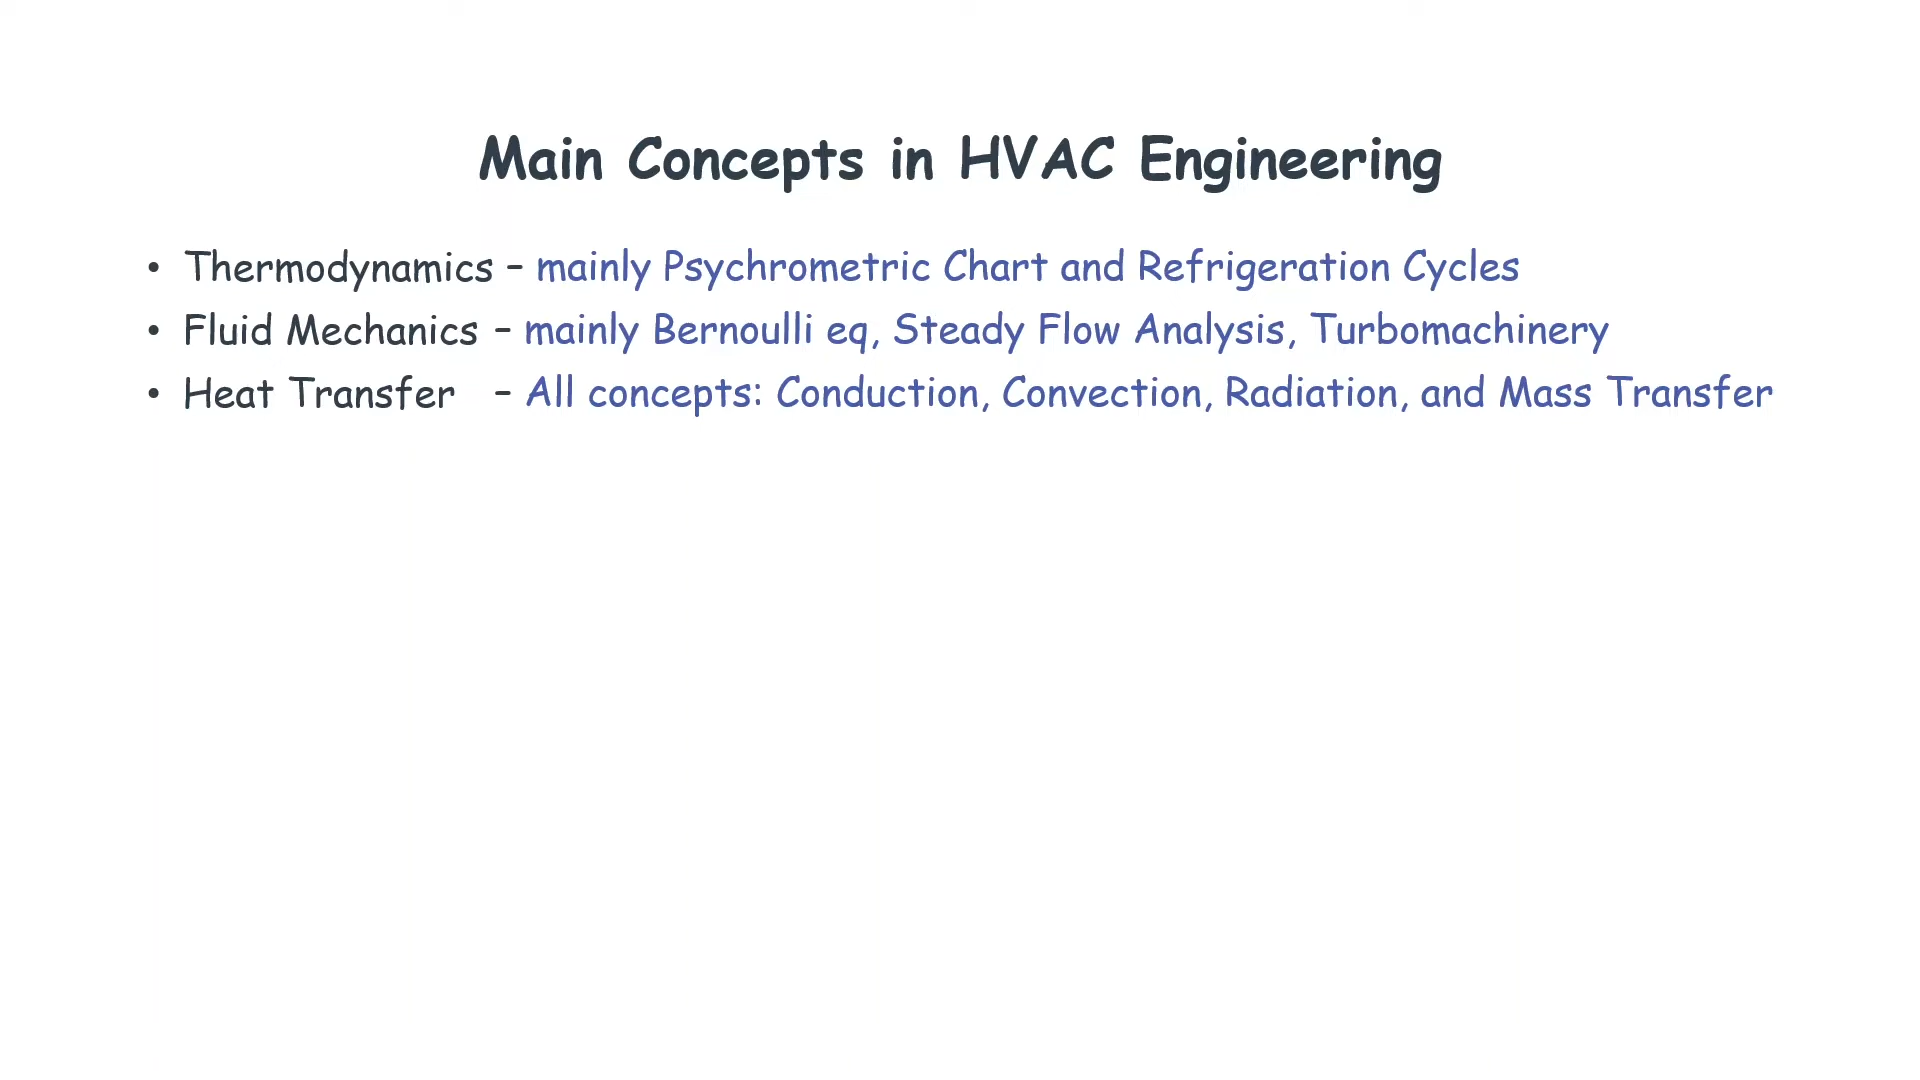 Main Concepts in HVAC Engineering
• Thermodynamics – mainly Psychrometric Chart and Refrigeration Cycles
• Fluid Mechanics – mainly Bernoulli eq, Steady Flow Analysis, Turbomachinery
• Heat Transfer – All concepts: Conduction, Convection, Radiation, and Mass Transfer